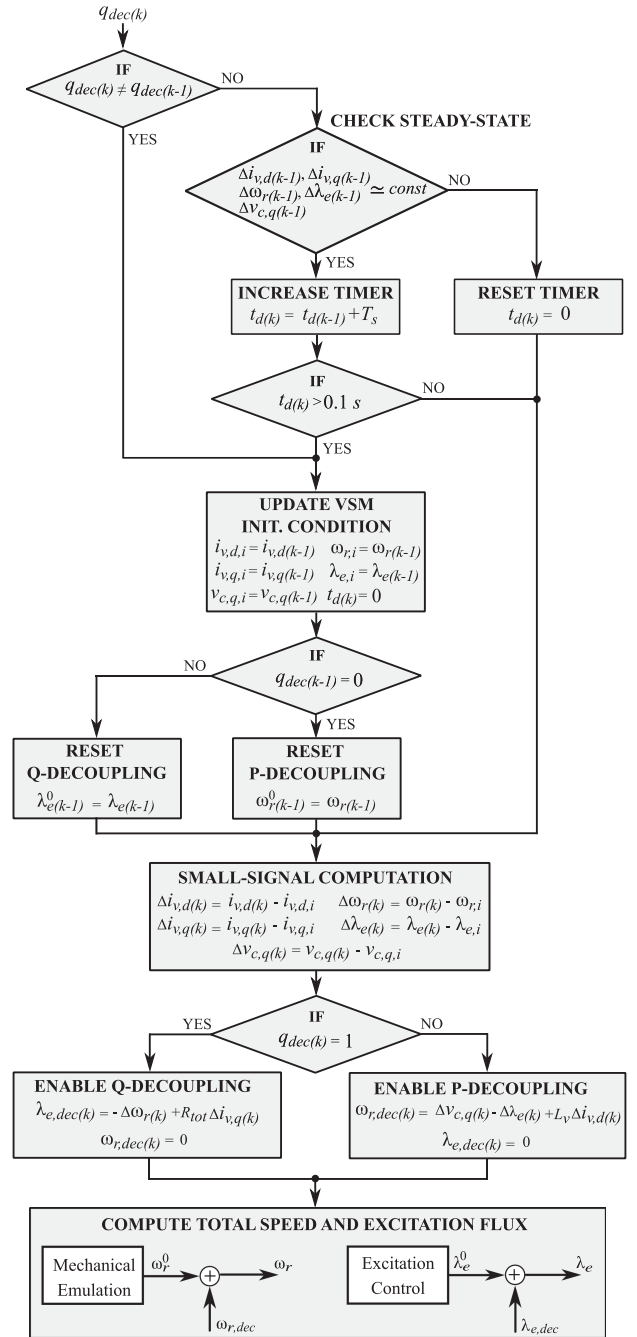 q_dec(k)
IF
q_dec(k) ≠ q_dec(k-1)
NO
YES
CHECK STEADY-STATE
IF
Δi_v,d(k-1), Δi_v,q(k-1)
Δω_r(k-1), Δλ_e(k-1) ≃ const
Δv_c,q(k-1)
NO
YES
INCREASE TIMER
t_d(k) = t_d(k-1) + T_s
RESET TIMER
t_d(k) = 0
IF
t_d(k) > 0.1 s
NO
YES
UPDATE VSM
INIT. CONDITION
i_v,d,i = i_v,d(k-1) ω_r,i = ω_r(k-1)
i_v,q,i = i_v,q(k-1) λ_e,i = λ_e(k-1)
v_c,q,i = v_c,q(k-1) t_d(k) = 0
IF
q_dec(k-1) = 0
NO
YES
RESET
Q-DECOUPLING
λ^0_e(k-1) = λ_e(k-1)
RESET
P-DECOUPLING
ω^0_r(k-1) = ω_r(k-1)
SMALL-SIGNAL COMPUTATION
Δi_v,d(k) = i_v,d(k) - i_v,d,i Δω_r(k) = ω_r(k) - ω_r,i
Δi_v,q(k) = i_v,q(k) - i_v,q,i Δλ_e(k) = λ_e(k) - λ_e,i
Δv_c,q(k) = v_c,q(k) - v_c,q,i
IF
q_dec(k) = 1
YES
NO
ENABLE Q-DECOUPLING
λ_e,dec(k) = - Δω_r(k) + R_tot Δi_v,q(k)
ω_r,dec(k) = 0
ENABLE P-DECOUPLING
ω_r,dec(k) = Δv_c,q(k) - Δλ_e(k) + L_v Δi_v,d(k)
λ_e,dec(k) = 0
COMPUTE TOTAL SPEED AND EXCITATION FLUX
Mechanical
Emulation
ω^0_r
+
ω_r
ω_r,dec
Excitation
Control
λ^0_e
+
λ_e
λ_e,dec